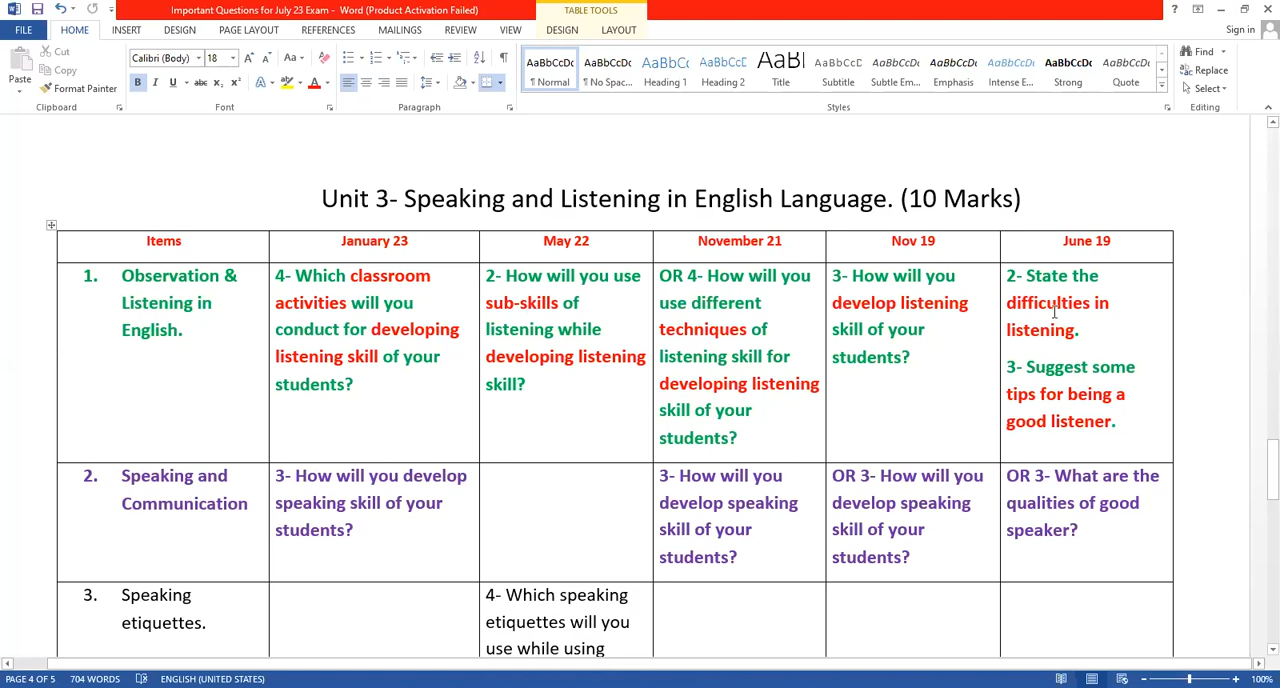 Important Questions for July 23 Exam - Word (Product Activation Failed)
TABLE TOOLS
?
FILE HOME INSERT DESIGN PAGE LAYOUT REFERENCES MAILINGS REVIEW VIEW DESIGN LAYOUT Sign in
Paste
Cut
Copy
Format Painter
Clipboard
Calibri (Body) 18
Font
Paragraph
AaBbCcDc AaBbCcDc AaBbCc AaBbCcD AaBl AaBbCcDc AaBbCcDc AaBbCcDc AaBbCcDc AaBbCcDc AaBbCcDc
¶ Normal ¶ No Spac... Heading 1 Heading 2 Title Subtitle Subtle Em... Emphasis Intense E... Strong Quote
Styles
Find
Replace
Select
Editing
Unit 3- Speaking and Listening in English Language. (10 Marks)
Items January 23 May 22 November 21 Nov 19 June 19
1. Observation &
Listening in
English.
4- Which classroom
activities will you
conduct for developing
listening skill of your
students?
2- How will you use
sub-skills of
listening while
developing listening
skill?
OR 4- How will you
use different
techniques of
listening skill for
developing listening
skill of your
students?
3- How will you
develop listening
skill of your
students?
2- State the
difficulties in
listening.
3- Suggest some
tips for being a
good listener.
2. Speaking and
Communication
3- How will you develop
speaking skill of your
students?
3- How will you
develop speaking
skill of your
students?
OR 3- How will you
develop speaking
skill of your
students?
OR 3- What are the
qualities of good
speaker?
3. Speaking
etiquettes.
4- Which speaking
etiquettes will you
use while using
PAGE 4 OF 5 704 WORDS ENGLISH (UNITED STATES) 100%